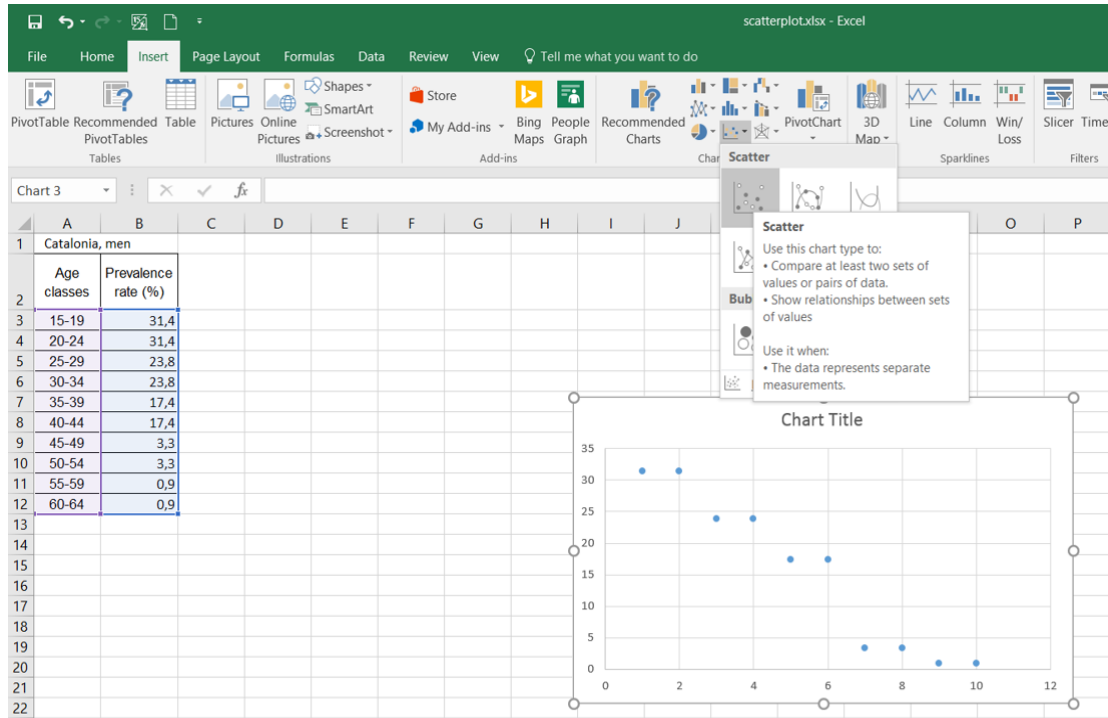 scatterplot.xlsx - Excel
File Home Insert Page Layout Formulas Data Review View Tell me what you want to do
PivotTable Recommended PivotTables Table
Tables
Pictures Online Pictures Shapes SmartArt Screenshot
Illustrations
Store
My Add-ins
Bing Maps People Graph
Add-ins
Recommended Charts
PivotChart
3D Map
Line Column Win/Loss
Sparklines
Slicer
Filters
Chart 3 fx
Scatter
Scatter
Use this chart type to:
• Compare at least two sets of
values or pairs of data.
• Show relationships between sets
of values
Use it when:
• The data represents separate
measurements.
Bub
A B C D E F G H I J O P
1 Catalonia, men
2 Age classes Prevalence rate (%)
3 15-19 31,4
4 20-24 31,4
5 25-29 23,8
6 30-34 23,8
7 35-39 17,4
8 40-44 17,4
9 45-49 3,3
10 50-54 3,3
11 55-59 0,9
12 60-64 0,9
13
14
15
16
17
18
19
20
21
22
Chart Title
35
30
25
20
15
10
5
0
0 2 4 6 8 10 12